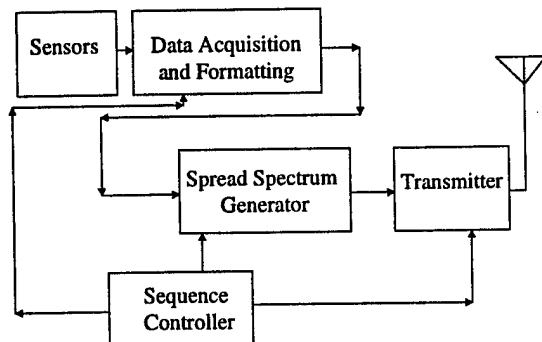 Sensors
Data Acquisition
and Formatting
Spread Spectrum
Generator
Transmitter
Sequence
Controller